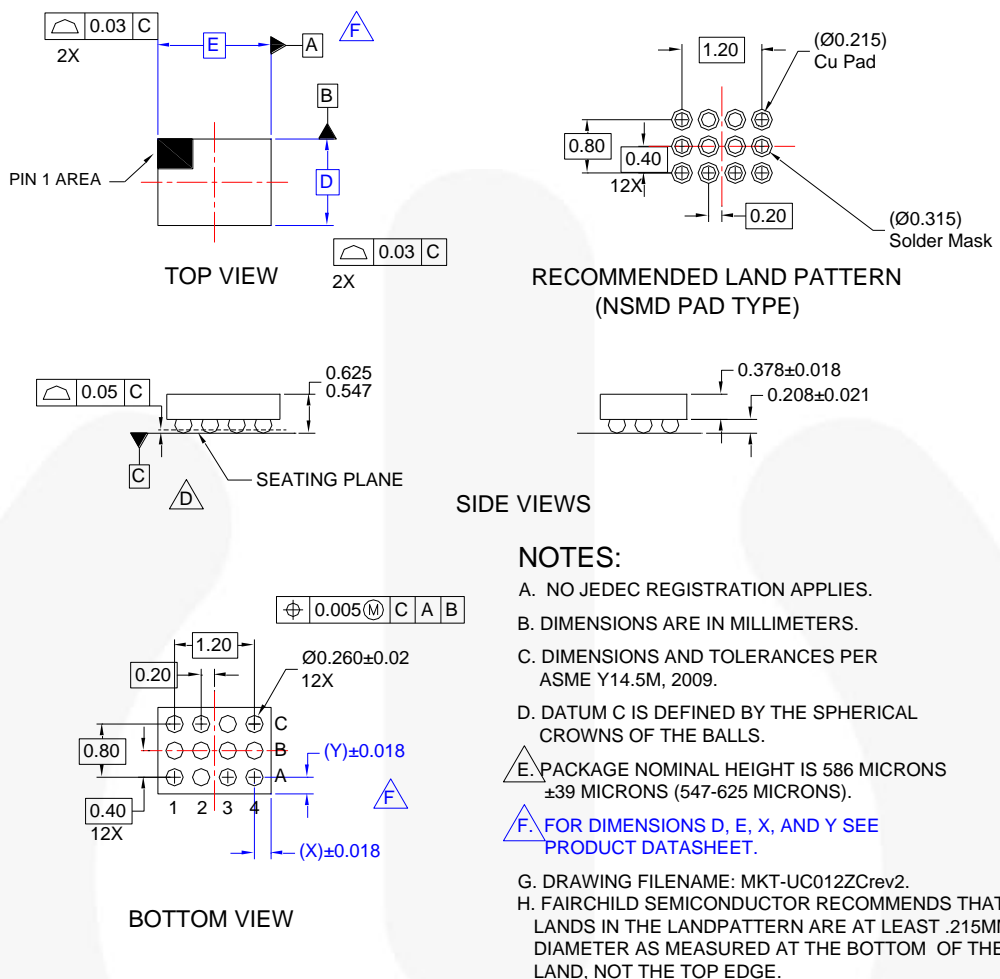 0.03 C
2X
E
A
F
B
PIN 1 AREA
D
0.03 C
2X
TOP VIEW
1.20
(Ø0.215)
Cu Pad
0.80
0.40
12X
0.20
(Ø0.315)
Solder Mask
RECOMMENDED LAND PATTERN
(NSMD PAD TYPE)
0.05 C
0.625
0.547
C
SEATING PLANE
D
0.378±0.018
0.208±0.021
SIDE VIEWS
0.005 Ⓜ C A B
1.20
0.20
Ø0.260±0.02
12X
0.80
C
B
A
(Y)±0.018
F
0.40
12X
1 2 3 4
(X)±0.018
BOTTOM VIEW
NOTES:
A. NO JEDEC REGISTRATION APPLIES.
B. DIMENSIONS ARE IN MILLIMETERS.
C. DIMENSIONS AND TOLERANCES PER
ASME Y14.5M, 2009.
D. DATUM C IS DEFINED BY THE SPHERICAL
CROWNS OF THE BALLS.
E. PACKAGE NOMINAL HEIGHT IS 586 MICRONS
±39 MICRONS (547-625 MICRONS).
F. FOR DIMENSIONS D, E, X, AND Y SEE
PRODUCT DATASHEET.
G. DRAWING FILENAME: MKT-UC012ZCrev2.
H. FAIRCHILD SEMICONDUCTOR RECOMMENDS THAT
LANDS IN THE LANDPATTERN ARE AT LEAST
DIAMETER AS MEASURED AT THE BOTTOM OF THE
LAND, NOT THE TOP EDGE.